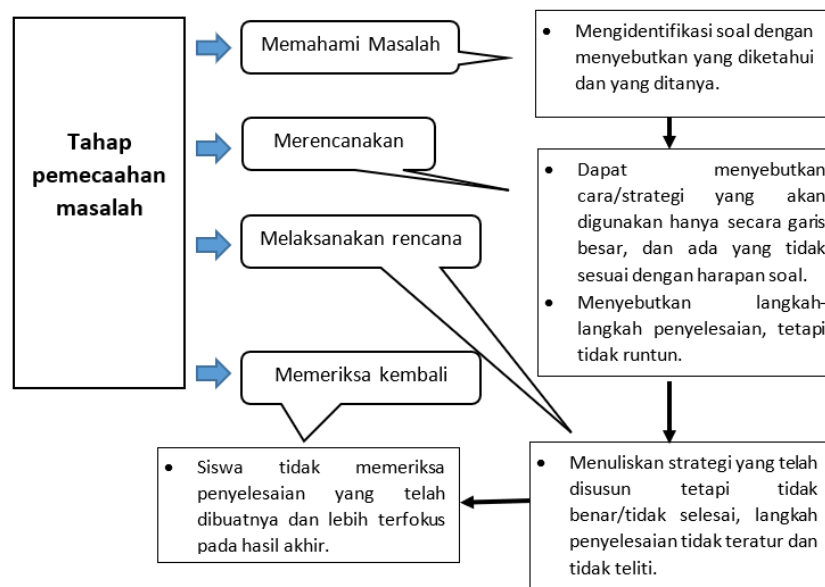 Tahap
pemecaahan
masalah
Memahami Masalah
• Mengidentifikasi soal dengan
menyebutkan yang diketahui
dan yang ditanya.
Merencanakan
• Dapat menyebutkan
cara/strategi yang akan
digunakan hanya secara garis
besar, dan ada yang tidak
sesuai dengan harapan soal.
• Menyebutkan langkah-
langkah penyelesaian, tetapi
tidak runtun.
Melaksanakan rencana
• Menuliskan strategi yang telah
disusun tetapi tidak
benar/tidak selesai, langkah
penyelesaian tidak teratur dan
tidak teliti.
Memeriksa kembali
• Siswa tidak memeriksa
penyelesaian yang telah
dibuatnya dan lebih terfokus
pada hasil akhir.